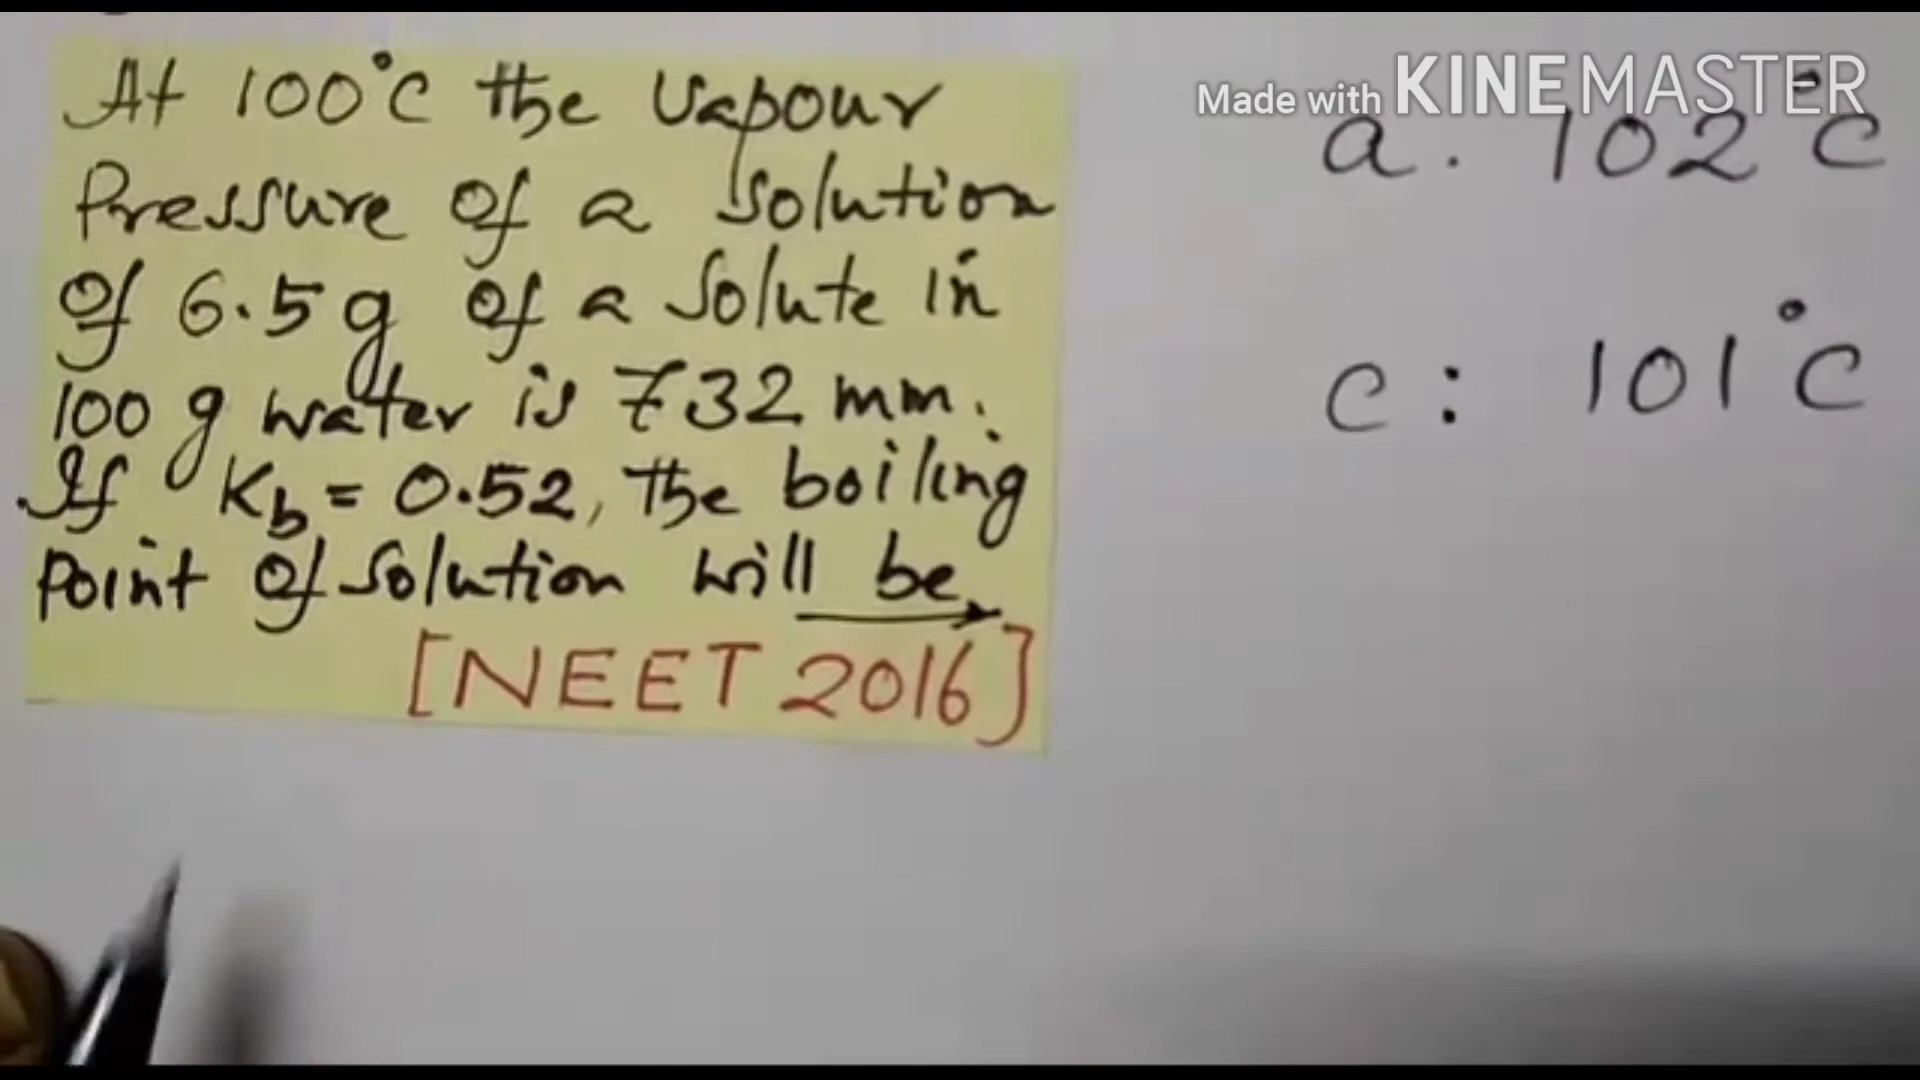 At 100°C the Vapour
Pressure of a Solution
of 6.5 g of a Solute in
100 g water is 732 mm.
If Kb = 0.52, the boiling
Point of Solution will be
[NEET 2016]
Made with KINEMASTER
a. 102°C
c: 101°C